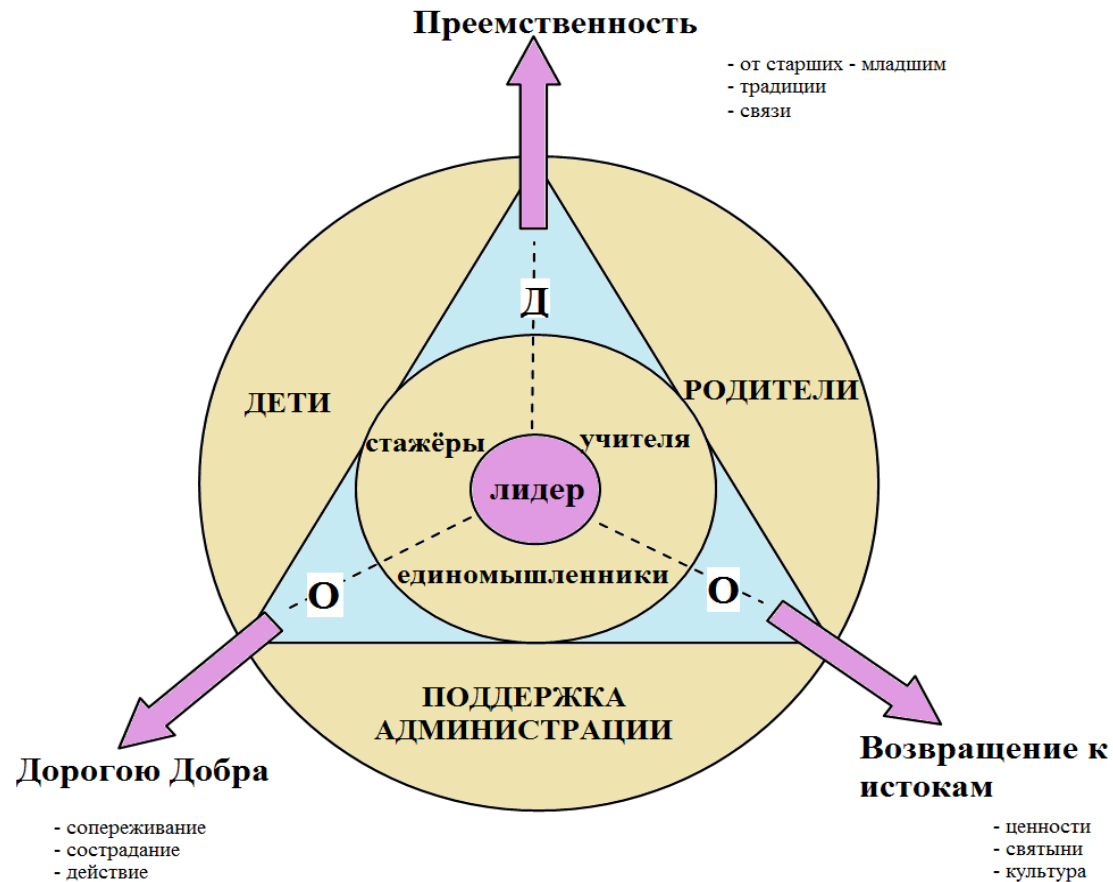 Преемственность
- от старших - младшим
- традиции
- связи
Д
ДЕТИ
РОДИТЕЛИ
стажёры
учителя
лидер
единомышленники
О
О
ПОДДЕРЖКА
АДМИНИСТРАЦИИ
Дорогою Добра
- сопереживание
- сострадание
- действие
Возвращение к
истокам
- ценности
- святыни
- культура